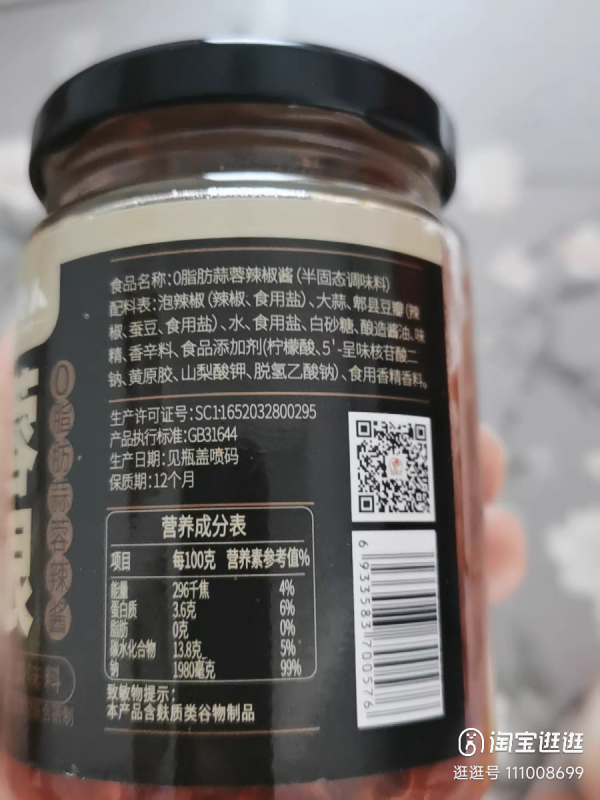 食品名称:0脂肪蒜蓉辣椒酱(半固态调味料)
配料表:泡辣椒(辣椒、食用盐)、大蒜、郫县豆瓣(辣
椒、蚕豆、食用盐)、水、食用盐、白砂糖、酿造酱油、味
精、香辛料、食品添加剂(柠檬酸、5'-呈味核苷酸二
钠、黄原胶、山梨酸钾、脱氢乙酸钠)、食用香精香料。
生产许可证号:SC11652032800295
产品执行标准:GB31644
生产日期:见瓶盖喷码
保质期:12个月
营养成分表
项目 每100克 营养素参考值%
能量 296千焦 4%
蛋白质 3.6克 6%
脂肪 0克 0%
碳水化合物 13.8克 5%
钠 1980毫克 99%
致敏物提示:
本产品含麸质类谷物制品
6933583700576
0脂肪蒜蓉辣酱
淘宝逛逛
逛逛号 111008699